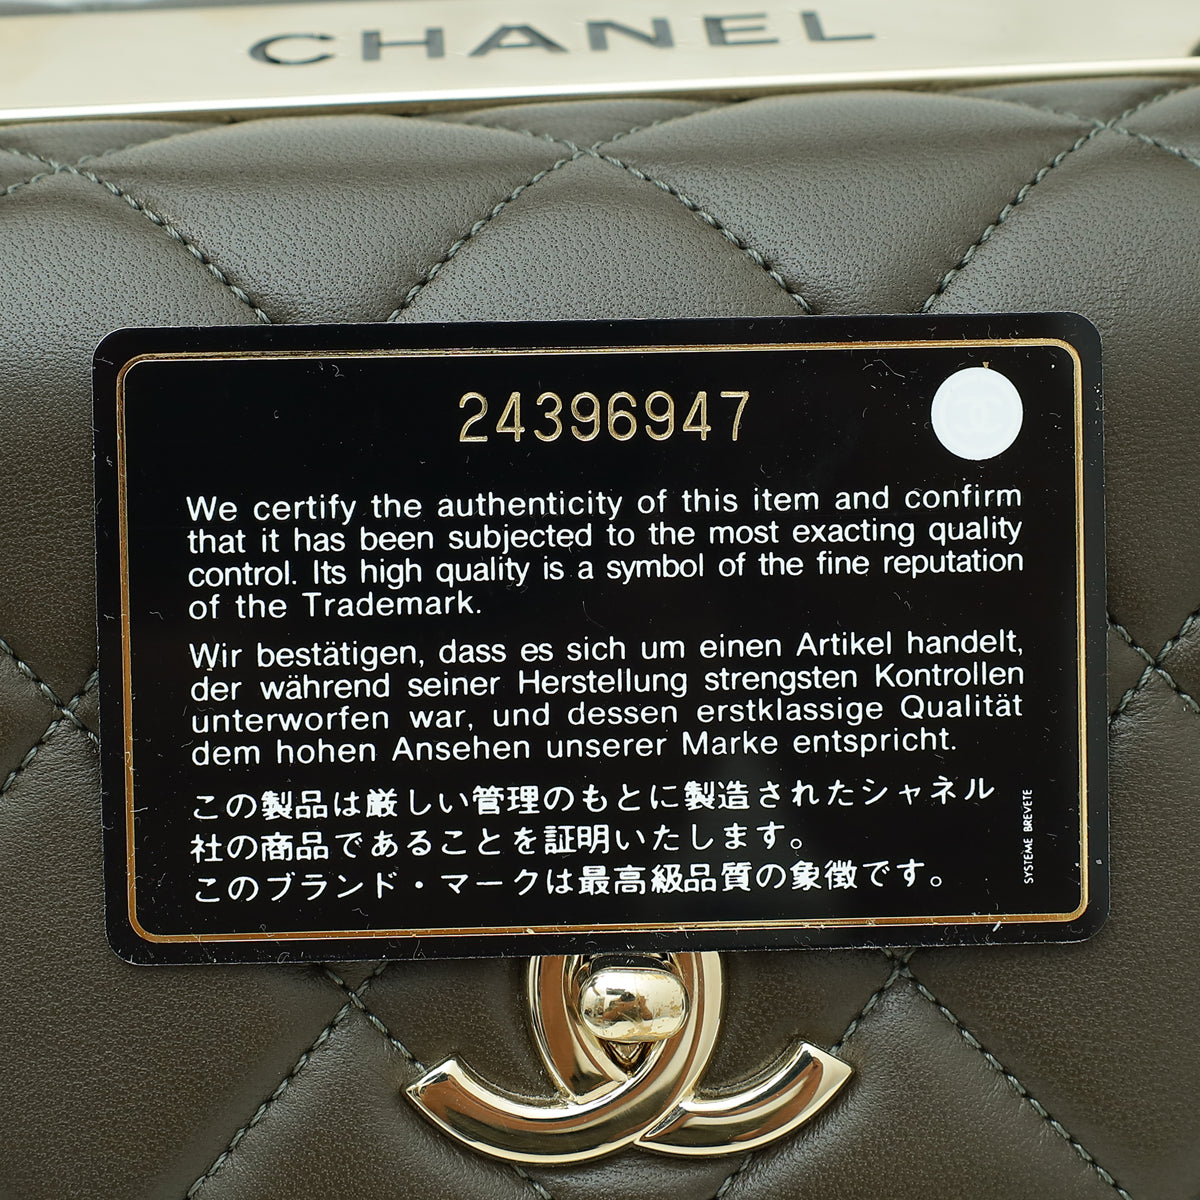 CHANEL
24396947
We certify the authenticity of this item and confirm
that it has been subjected to the most exacting quality
control. Its high quality is a symbol of the fine reputation
of the Trademark.
Wir bestätigen, dass es sich um einen Artikel handelt,
der während seiner Herstellung strengsten Kontrollen
unterworfen war, und dessen erstklassige Qualität
dem hohen Ansehen unserer Marke entspricht.
この製品は厳しい管理のもとに製造されたシャネル
社の商品であることを証明いたします。
このブランド・マークは最高級品質の象徴です。
SYSTEME BREVETE